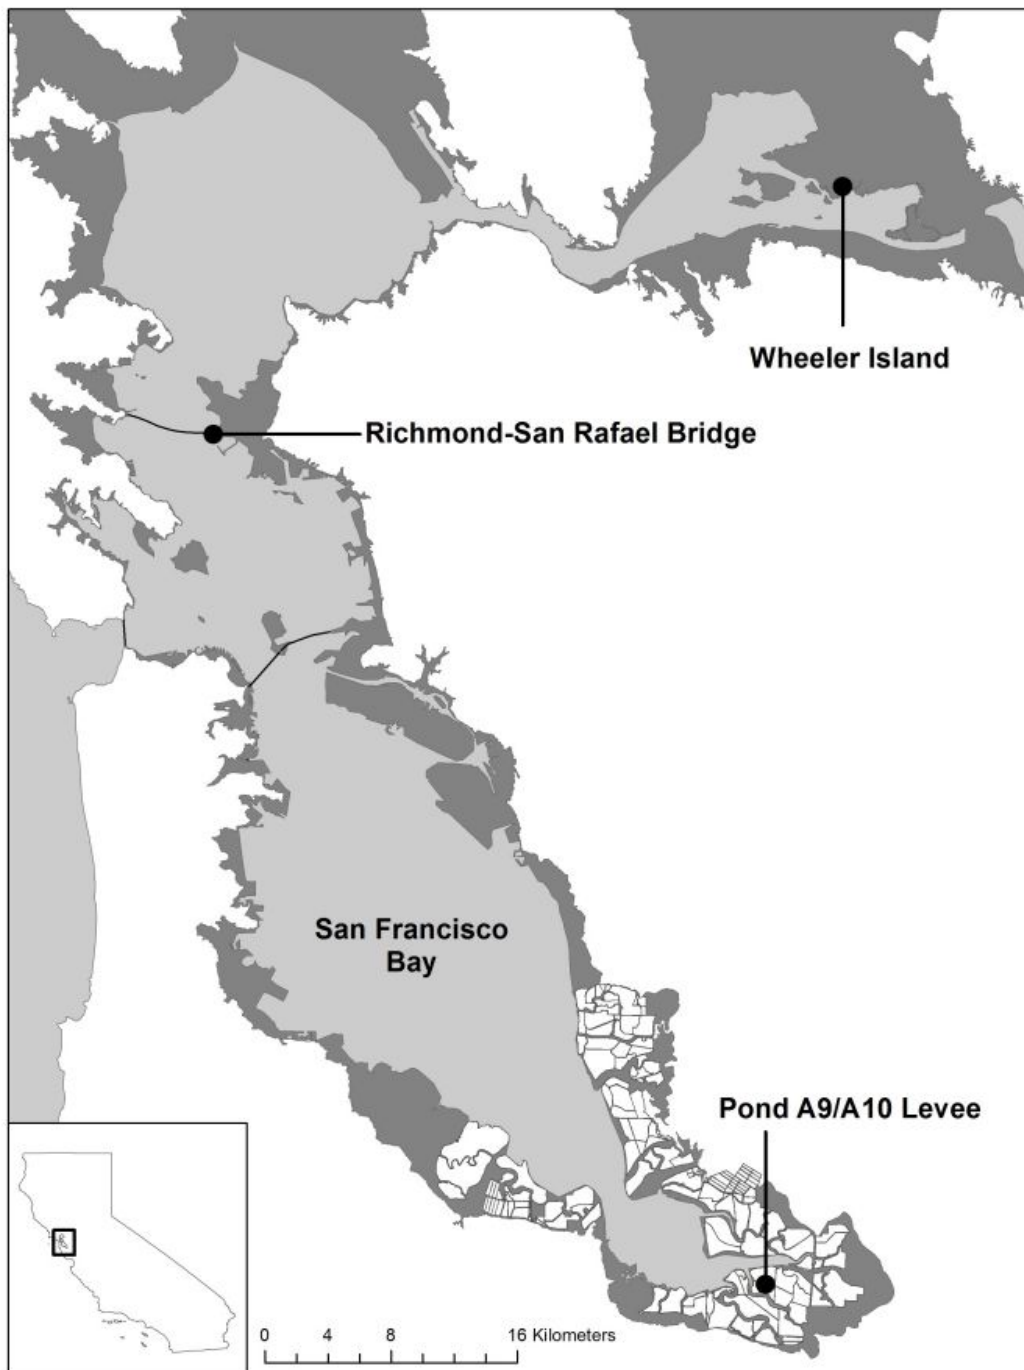 Wheeler Island
Richmond-San Rafael Bridge
San Francisco
Bay
Pond A9/A10 Levee
0 4 8 16 Kilometers